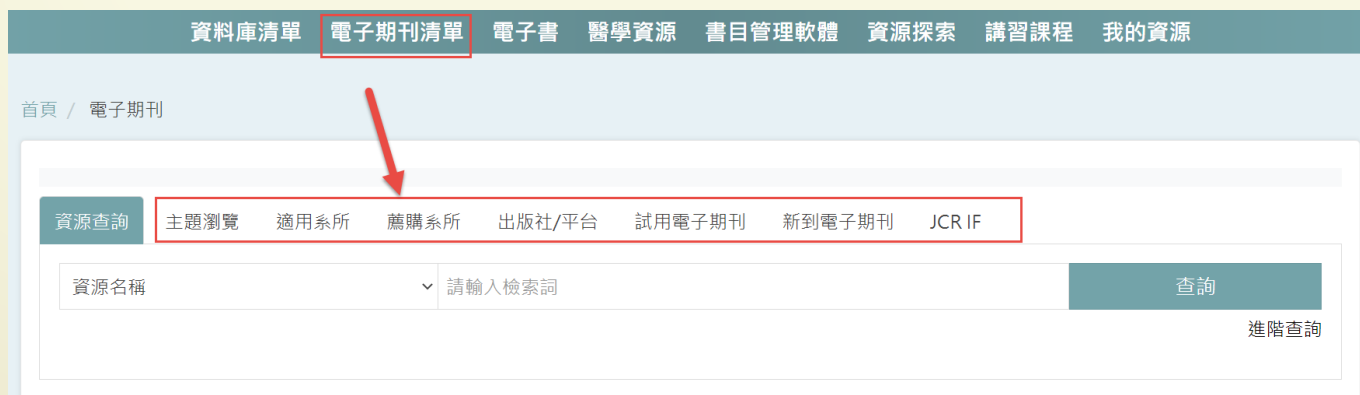 資料庫清單 電子期刊清單 電子書 醫學資源 書目管理軟體 資源探索 講習課程 我的資源
首頁 / 電子期刊
資源查詢 主題瀏覽 適用系所 薦購系所 出版社/平台 試用電子期刊 新到電子期刊 JCR IF
資源名稱 請輸入檢索詞 查詢
進階查詢